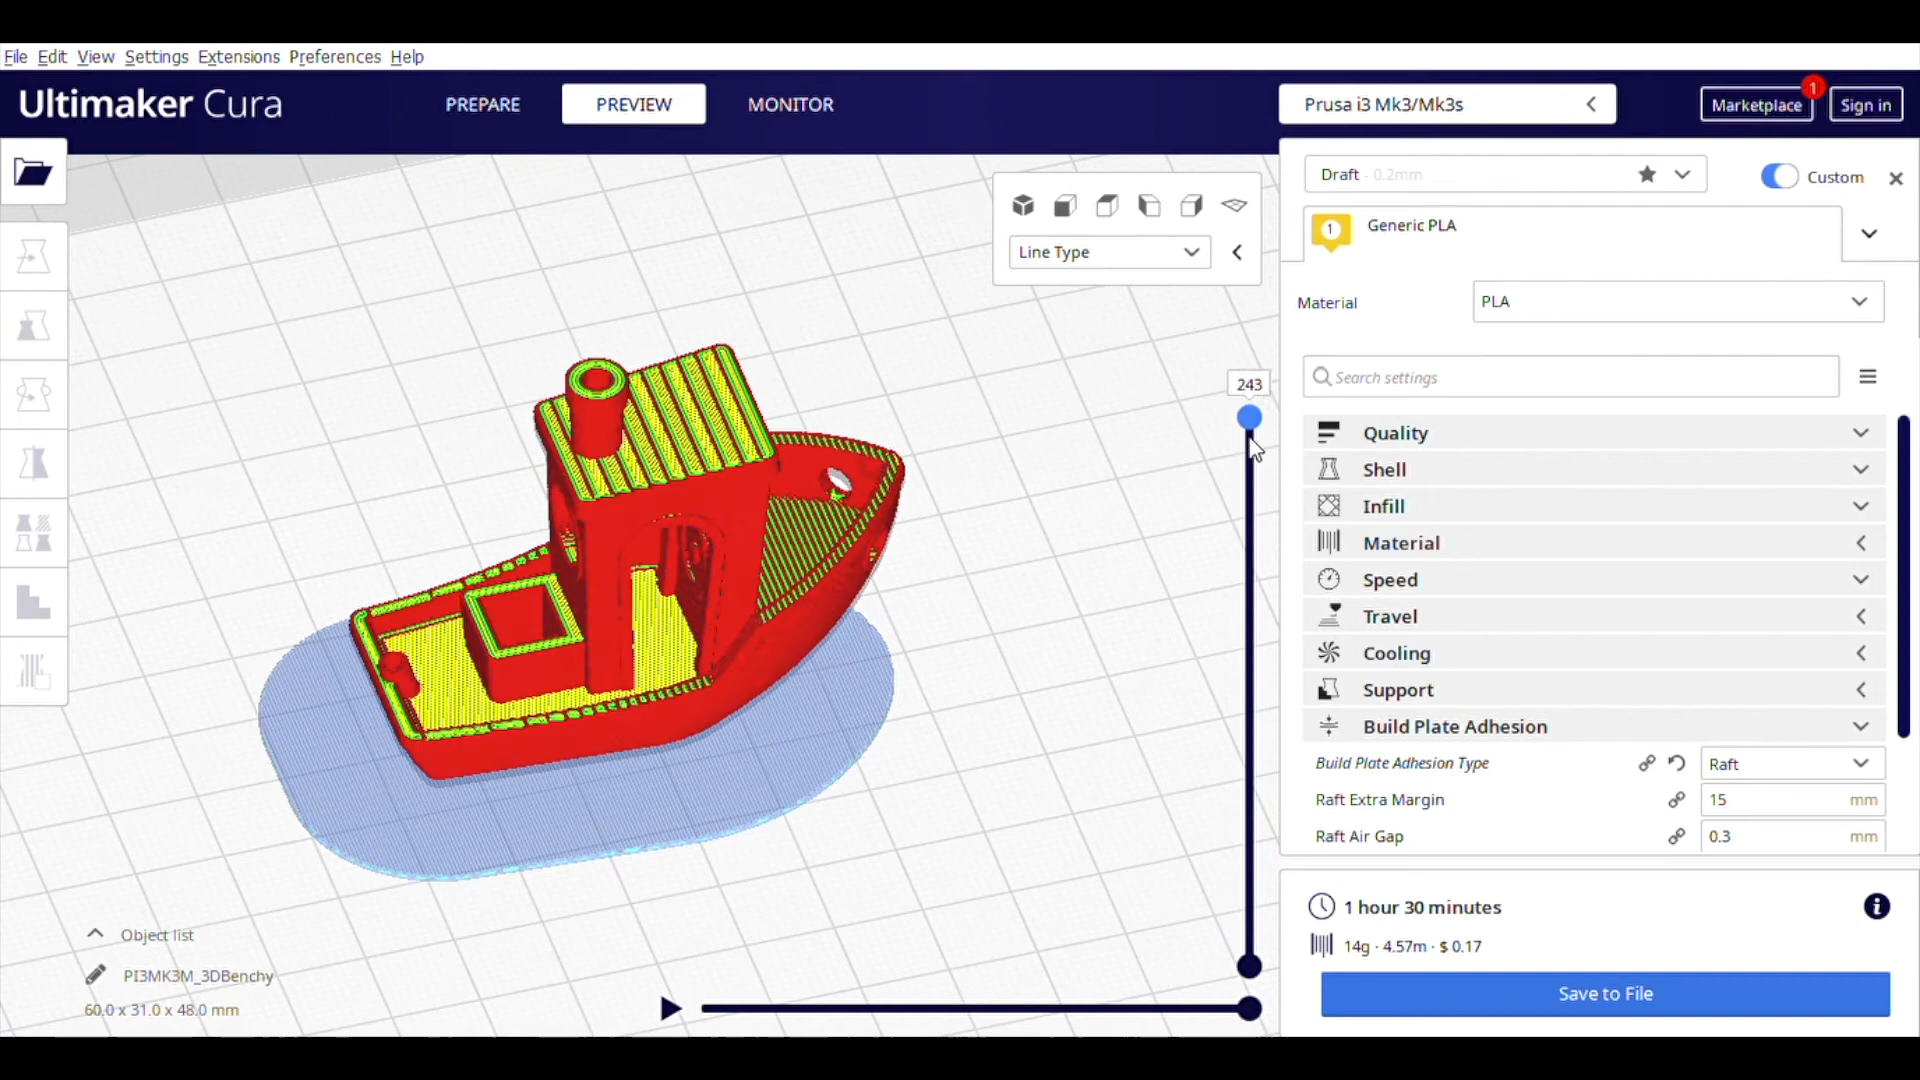 File Edit View Settings Extensions Preferences Help
Ultimaker Cura
PREPARE
PREVIEW
MONITOR
Prusa i3 Mk3/Mk3s
Marketplace
1
Sign in
Draft - 0.2mm
Custom
1
Generic PLA
Line Type
Material
PLA
Search settings
243
Quality
Shell
Infill
Material
Speed
Travel
Cooling
Support
Build Plate Adhesion
Build Plate Adhesion Type
Raft
Raft Extra Margin
15 mm
Raft Air Gap
0.3 mm
1 hour 30 minutes
14g · 4.57m · $ 0.17
Save to File
Object list
PI3MK3M_3DBenchy
60.0 x 31.0 x 48.0 mm